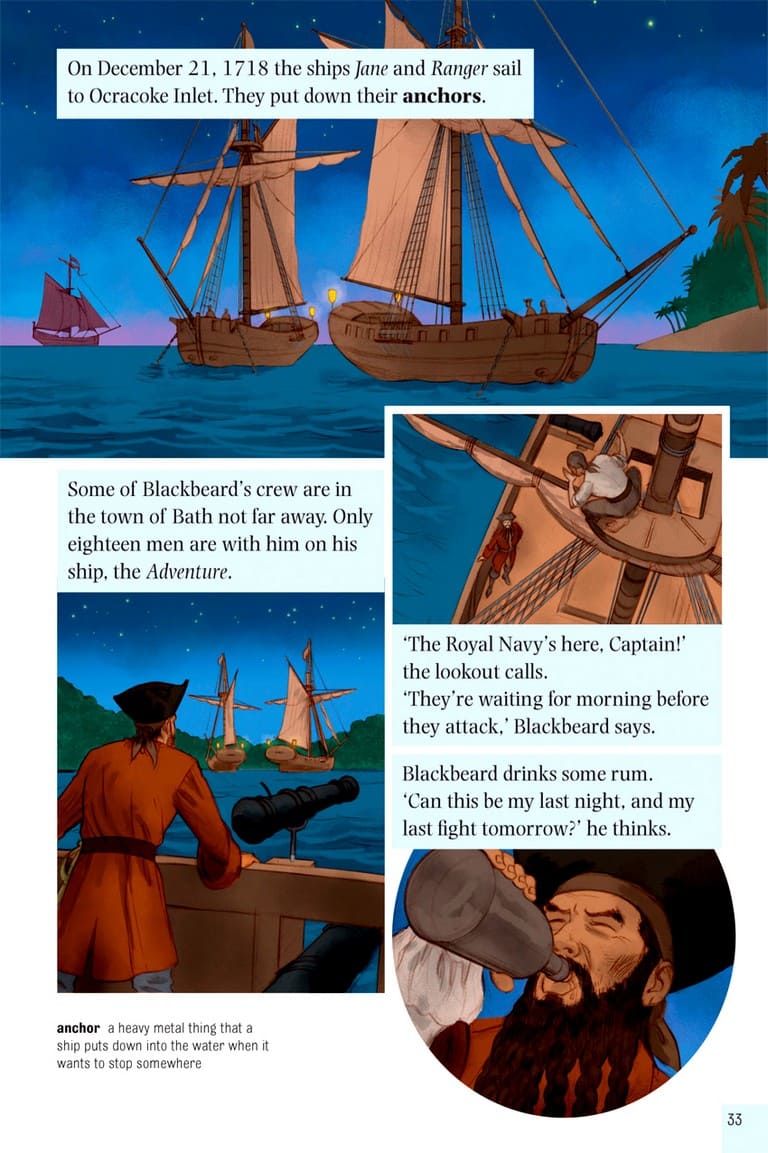 On December 21, 1718 the ships Jane and Ranger sail
to Ocracoke Inlet. They put down their anchors.
Some of Blackbeard's crew are in
the town of Bath not far away. Only
eighteen men are with him on his
ship, the Adventure.
‘The Royal Navy’s here, Captain!’
the lookout calls.
‘They’re waiting for morning before
they attack,’ Blackbeard says.
Blackbeard drinks some rum.
‘Can this be my last night, and my
last fight tomorrow?’ he thinks.
anchor a heavy metal thing that a
ship puts down into the water when it
wants to stop somewhere
33